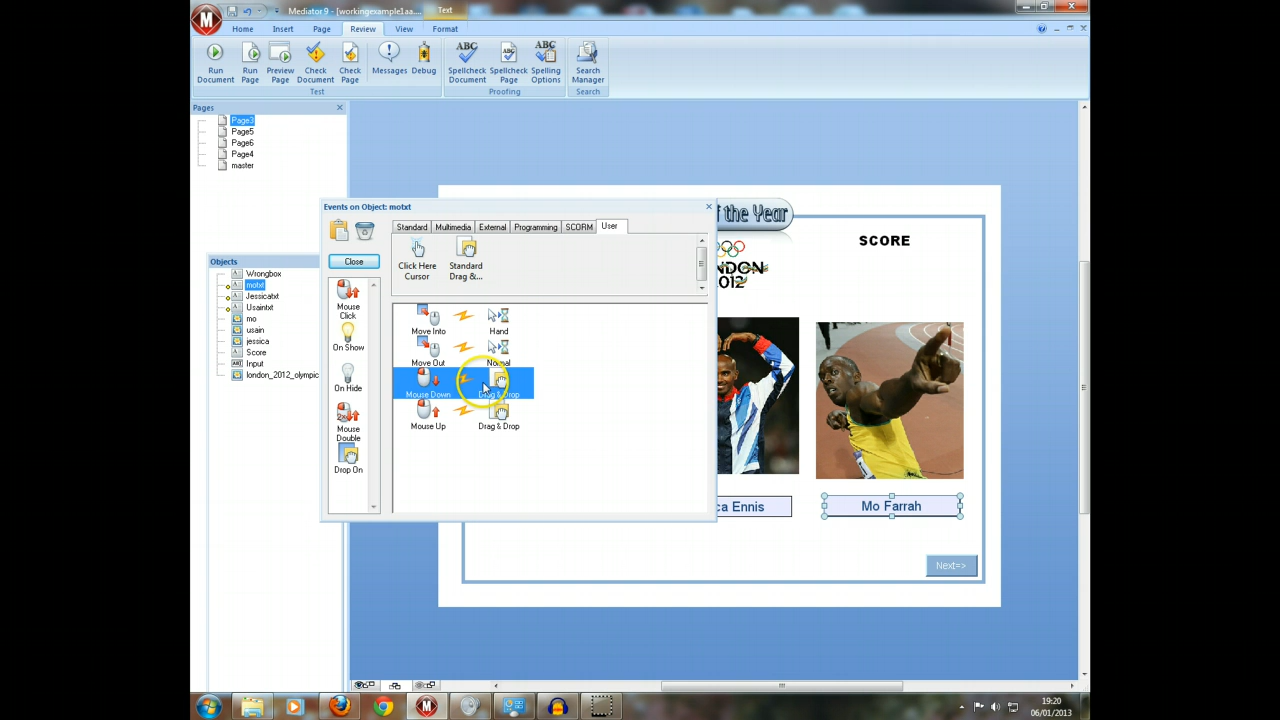 Mediator 9 - [workingexample1aa....
Text
Home
Insert
Page
Review
View
Format
Run Document
Run Page
Preview Page
Check Document
Check Page
Messages
Debug
Spellcheck Document
Spellcheck Page
Spelling Options
Search Manager
Test
Proofing
Search
Pages
Page3
Page5
Page6
Page4
master
Objects
Wrongbox
motxt
Jessicatxt
Usaintxt
mo
usain
jessica
Score
Input
london_2012_olympic
Events on Object: motxt
Close
Standard
Multimedia
External
Programming
SCORM
User
Click Here Cursor
Standard Drag &...
Mouse Click
On Show
On Hide
Mouse Double
Drop On
Move Into
Hand
Move Out
Normal
Mouse Down
Drag & Drop
Mouse Up
Drag & Drop
of the Year
SCORE
NDON
2012
ca Ennis
Mo Farrah
Next=>
19:20
06/01/2013